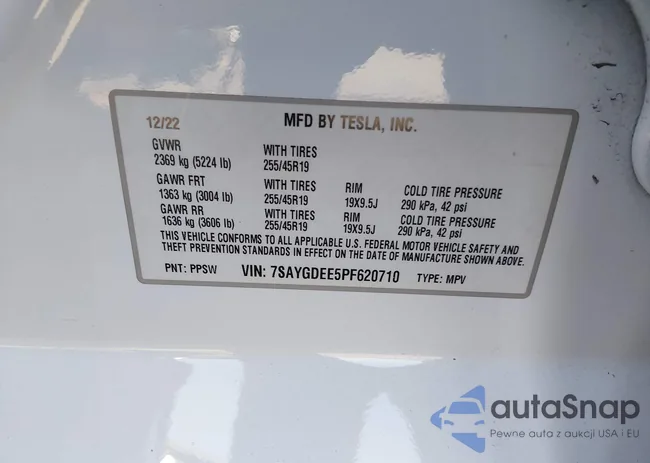 12/22 MFD BY TESLA, INC.
GVWR WITH TIRES
2369 kg (5224 lb) 255/45R19
GAWR FRT WITH TIRES RIM COLD TIRE PRESSURE
1363 kg (3004 lb) 255/45R19 19X9.5J 290 kPa, 42 psi
GAWR RR WITH TIRES RIM COLD TIRE PRESSURE
1636 kg (3606 lb) 255/45R19 19X9.5J 290 kPa, 42 psi
THIS VEHICLE CONFORMS TO ALL APPLICABLE U.S. FEDERAL MOTOR VEHICLE SAFETY AND
THEFT PREVENTION STANDARDS IN EFFECT ON THE DATE OF MANUFACTURE SHOWN ABOVE.
PNT: PPSW VIN: 7SAYGDEE5PF620710 TYPE: MPV
autaSnap
Pewne auta z aukcji USA i EU